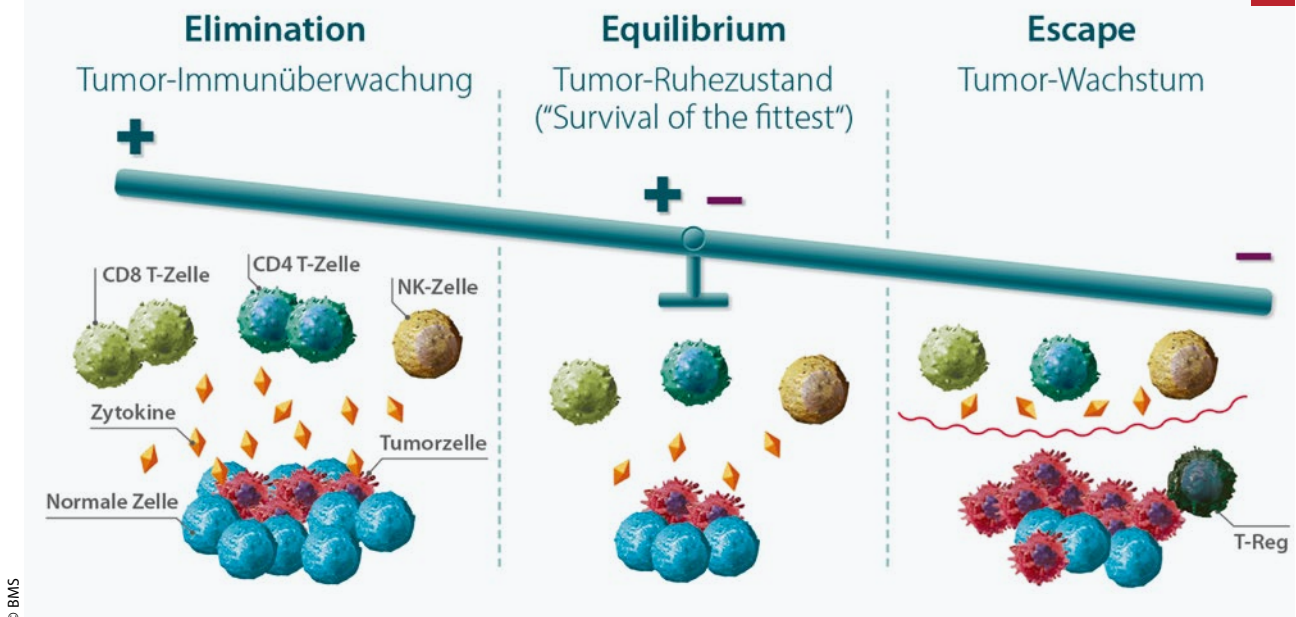 Elimination
Tumor-Immunüberwachung
Equilibrium
Tumor-Ruhezustand
(“Survival of the fittest“)
Escape
Tumor-Wachstum
CD8 T-Zelle
CD4 T-Zelle
NK-Zelle
Zytokine
Tumorzelle
Normale Zelle
T-Reg
© BMS